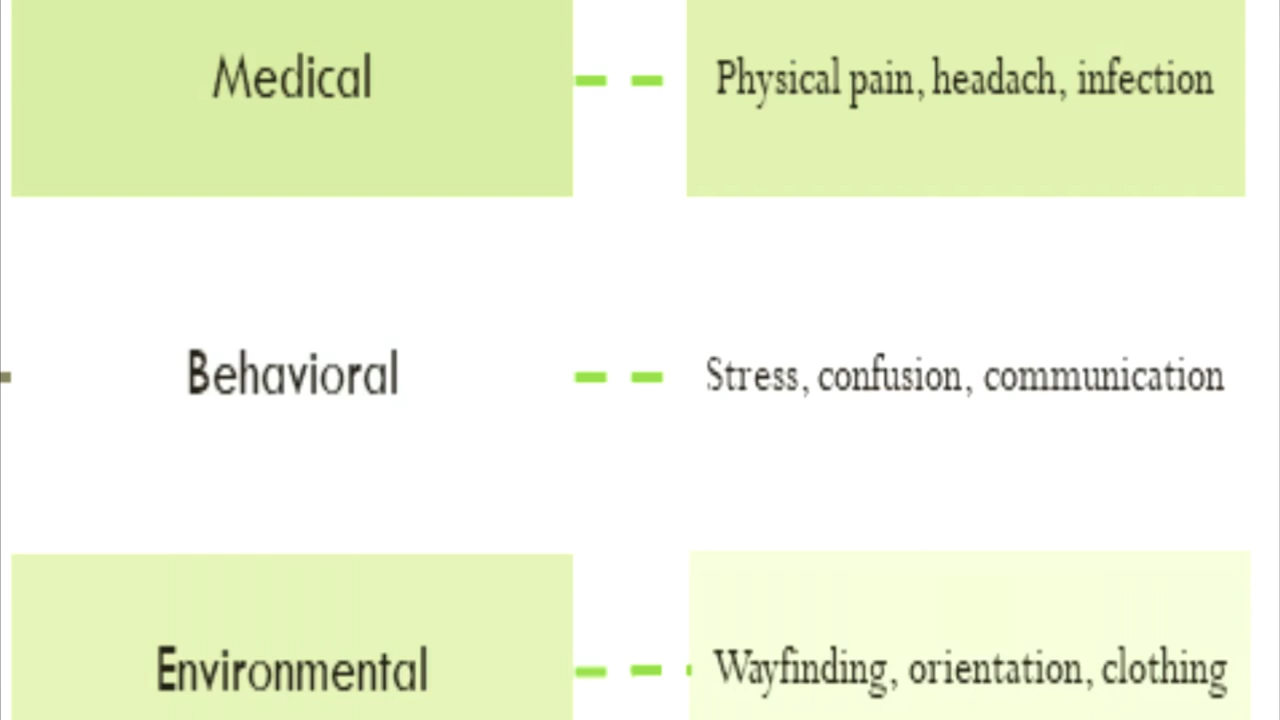 Medical
Physical pain, headach, infection
Behavioral
Stress, confusion, communication
Environmental
Wayfinding, orientation, clothing